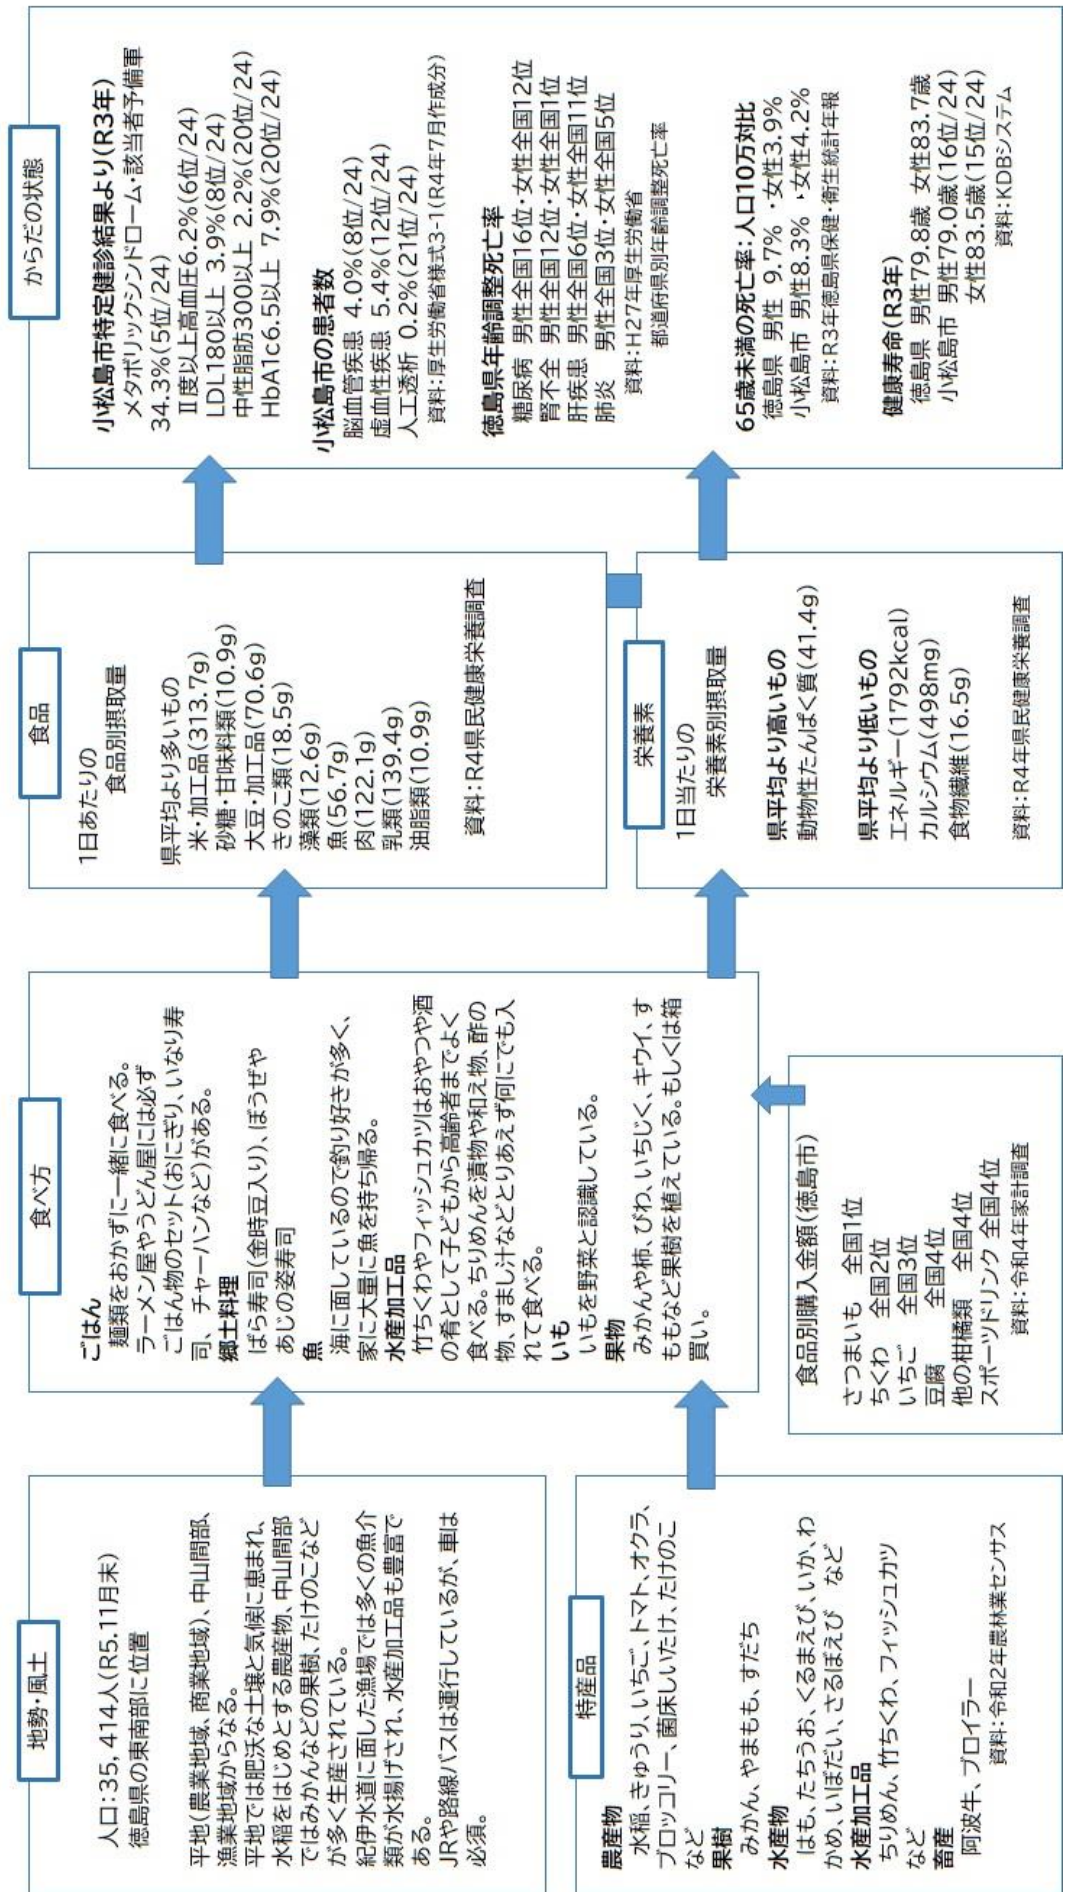 地勢・風土
人口：35,414人(R5.11月末)
徳島県の東南部に位置
平地(農業地域、商業地域)、中山間部、
漁業地域からなる。
平地では肥沃な土壌と気候に恵まれ、
水稲をはじめとする農産物、中山間部
ではみかんなどの果樹、たけのこなど
が多く生産されている。
紀伊水道に面した漁場では多くの魚介
類が水揚げされ、水産加工品も豊富で
ある。
JRや路線バスは運行しているが、車は
必須。
特産品
農産物
水稲、きゅうり、いちご、トマト、オクラ、
ブロッコリー、菌床しいたけ、たけのこ
など
果樹
みかん、やまもも、すだち
水産物
はも、たちうお、くるまえび、いか、わ
かめ、いぼだい、さるぼえび など
水産加工品
ちりめん、竹ちくわ、フィッシュカツ
など
畜産
阿波牛、ブロイラー
資料：令和2年農林業センサス
食べ方
ごはん
麺類をおかずに一緒に食べる。
ラーメン屋やうどん屋には必ず
ごはん物のセット(おにぎり、いなり寿
司、チャーハンなど)がある。
郷土料理
ばら寿司(金時豆入り)、ぼうぜや
あじの姿寿司
魚
海に面しているので釣り好きが多く、
家に大量に魚を持ち帰る。
水産加工品
竹ちくわやフィッシュカツはおやつや酒
の肴として子どもから高齢者までよく
食べる。ちりめんを漬物や和え物、酢の
物、すまし汁などとりあえず何にでも入
れて食べる。
いも
いもを野菜と認識している。
果物
みかんや柿、びわ、いちじく、キウイ、す
ももなど果樹を植えている。もしくは箱
買い。
食品別購入金額(徳島市)
さつまいも 全国1位
ちくわ 全国2位
いちご 全国3位
豆腐 全国4位
他の柑橘類 全国4位
スポーツドリンク 全国4位
資料：令和4年家計調査
食品
1日あたりの
食品別摂取量
県平均より多いもの
米・加工品(313.7g)
砂糖・甘味料類(10.9g)
大豆・加工品(70.6g)
きのこ類(18.5g)
藻類(12.6g)
魚(56.7g)
肉(122.1g)
乳類(139.4g)
油脂類(10.9g)
資料：R4県民健康栄養調査
栄養素
1日当たりの
栄養素別摂取量
県平均より高いもの
動物性たんぱく質(41.4g)
県平均より低いもの
エネルギー(1792kcal)
カルシウム(498mg)
食物繊維(16.5g)
資料：R4年県民健康栄養調査
からだの状態
小松島市特定健診結果より(R3年)
メタボリックシンドローム・該当者予備軍
34.3%(5位/24)
Ⅱ度以上高血圧6.2%(6位/24)
LDL180以上 3.9%(8位/24)
中性脂肪300以上 2.2%(20位/24)
HbA1c6.5以上 7.9%(20位/24)
小松島市の患者数
脳血管疾患 4.0%(8位/24)
虚血性疾患 5.4%(12位/24)
人工透析 0.2%(21位/24)
資料：厚生労働省様式3-1(R4年7月作成分)
徳島県年齢調整死亡率
糖尿病 男性全国16位・女性全国12位
腎不全 男性全国12位・女性全国1位
肝疾患 男性全国6位・女性全国11位
肺炎 男性全国3位・女性全国5位
資料：H27年厚生労働省
都道府県別年齢調整死亡率
65歳未満の死亡率：人口10万対比
徳島県 男性 9.7% ・女性3.9%
小松島市 男性8.3% ・女性4.2%
資料：R3年徳島県保健・衛生統計年報
健康寿命(R3年)
徳島県 男性79.8歳 女性83.7歳
小松島市 男性79.0歳(16位/24)
女性83.5歳(15位/24)
資料：KDBシステム